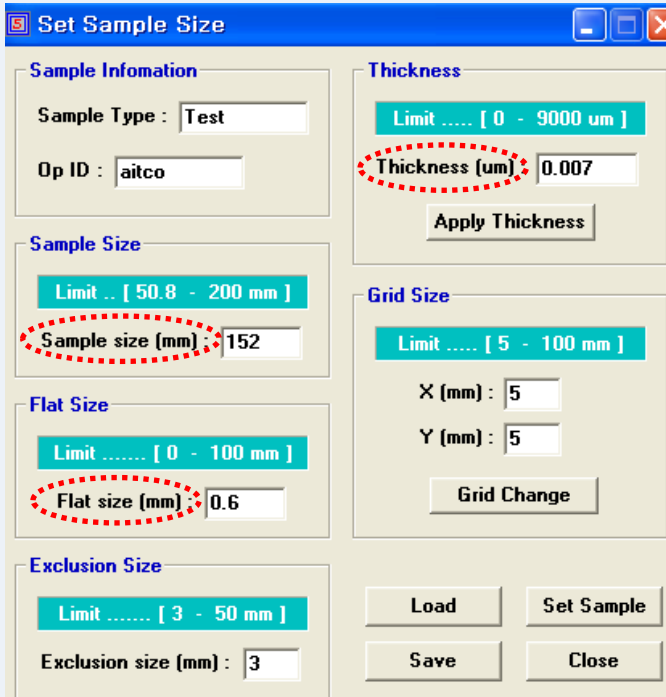 Set Sample Size
Sample Infomation
Sample Type : Test
Op ID : aitco
Sample Size
Limit .. [ 50.8 - 200 mm ]
Sample size (mm) : 152
Flat Size
Limit ....... [ 0 - 100 mm ]
Flat size (mm) : 0.6
Exclusion Size
Limit ....... [ 3 - 50 mm ]
Exclusion size (mm) : 3
Thickness
Limit ..... [ 0 - 9000 um ]
Thickness (um) : 0.007
Apply Thickness
Grid Size
Limit ..... [ 5 - 100 mm ]
X (mm) : 5
Y (mm) : 5
Grid Change
Load Set Sample
Save Close